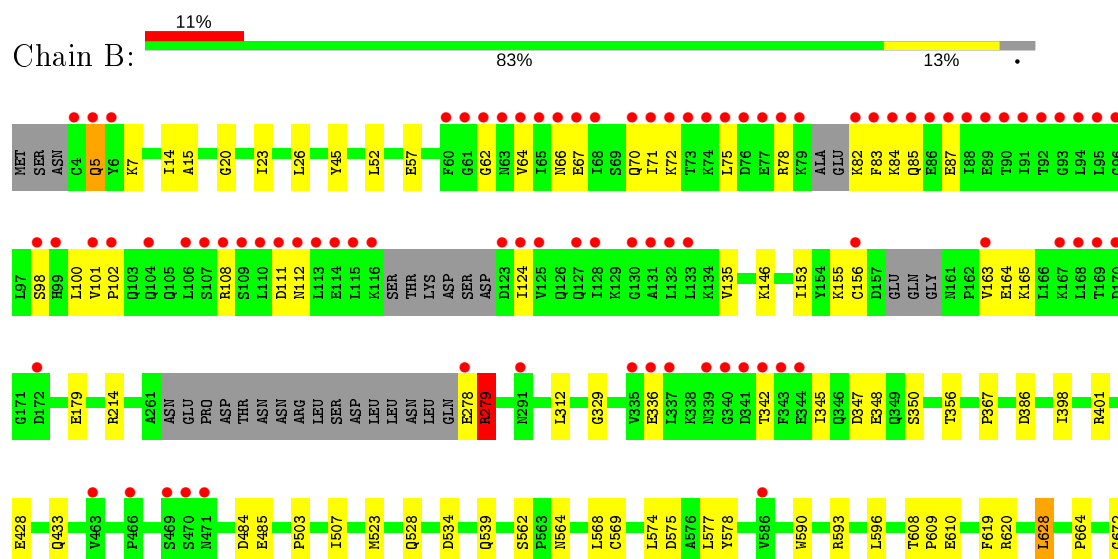 11%
Chain B:
83% 13% •
MET SER ASN C4 Q5 Y6 K7 I14 A15 G20 I23 L26 Y45 L52 E57 F60 G61 G62 N63 V64 I65 N66 E67 I68 S69 Q70 I71 K72 T73 K74 L75 D76 E77 R78 K79 ALA GLU K82 F83 K84 Q85 E86 E87 I88 E89 T90 I91 T92 G93 L94 L95
L97 S98 H99 L100 V101 P102 Q103 Q104 Q105 L106 S107 R108 S109 L110 D111 N112 L113 E114 L115 K116 SER THR LYS ASP SER ASP D123 I124 V125 Q126 Q127 I128 K129 G130 A131 L132 L133 K134 V135 K146 I153 Y154 K155 C156 D157 GLU GLN GLY N161 P162 V163 E164 K165 L166 K167 L168 T169 D170
G171 D172 E179 R214 A261 ASN GLU PRO ASP THR ASN ASN ARG LEU SER ASP LEU LEU ASN LEU GLN E278 R279 N291 L312 G329 V335 E336 L337 K338 N339 G340 D341 T342 F343 E344 I345 Q346 D347 E348 Q349 S350 T356 P367 D386 I398 R401
E428 Q433 V463 P466 S469 S470 N471 D484 E485 P503 I507 M523 Q528 D534 Q539 S562 P563 N564 L568 C569 L574 D575 A576 L577 Y578 V586 W590 R593 L596 T608 P609 E610 F619 R620 L628 P664